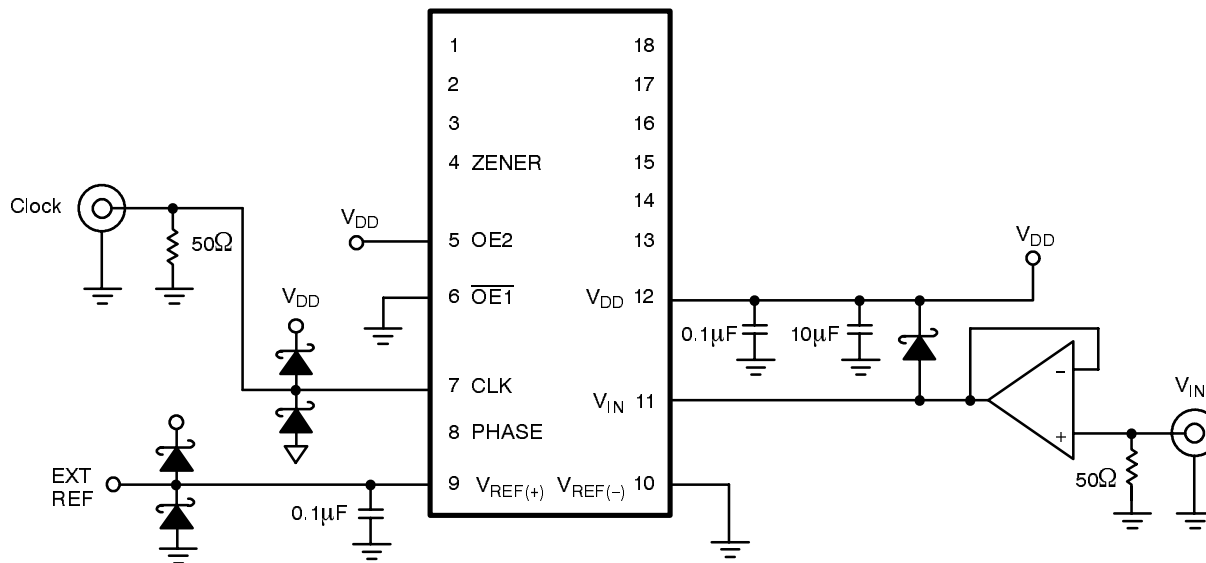 1 18
2 17
3 16
4 ZENER 15
14
Clock
50Ω
V_DD
5 OE2 13
V_DD
V_DD
6 O̅E̅1̅ V_DD 12
0.1μF 10μF
7 CLK
V_IN 11
−
V_IN
8 PHASE
+
EXT
REF
9 V_REF(+) V_REF(−) 10
50Ω
0.1μF